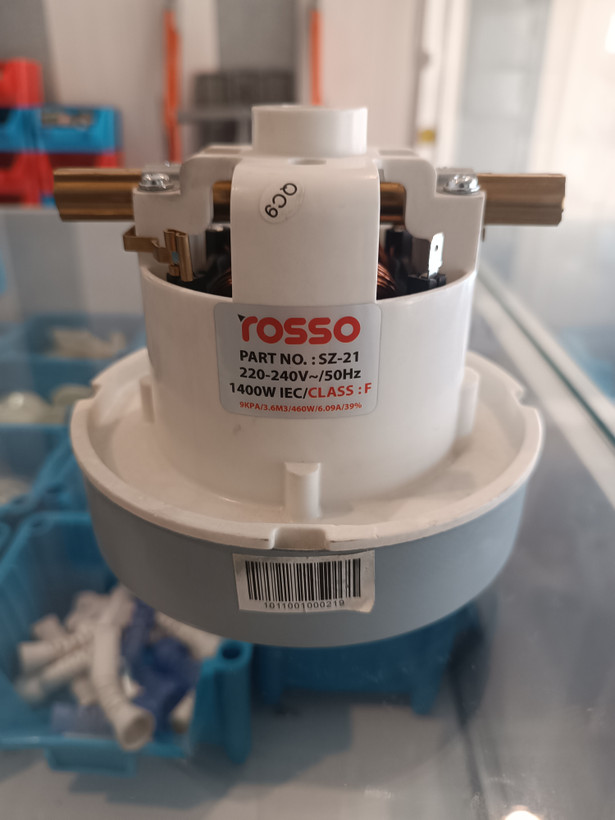 QC9
rosso
PART NO. : SZ-21
220-240V~/50Hz
1400W IEC/CLASS : F
9KPA/3.6M3/460W/6.09A/39%
1011001000219